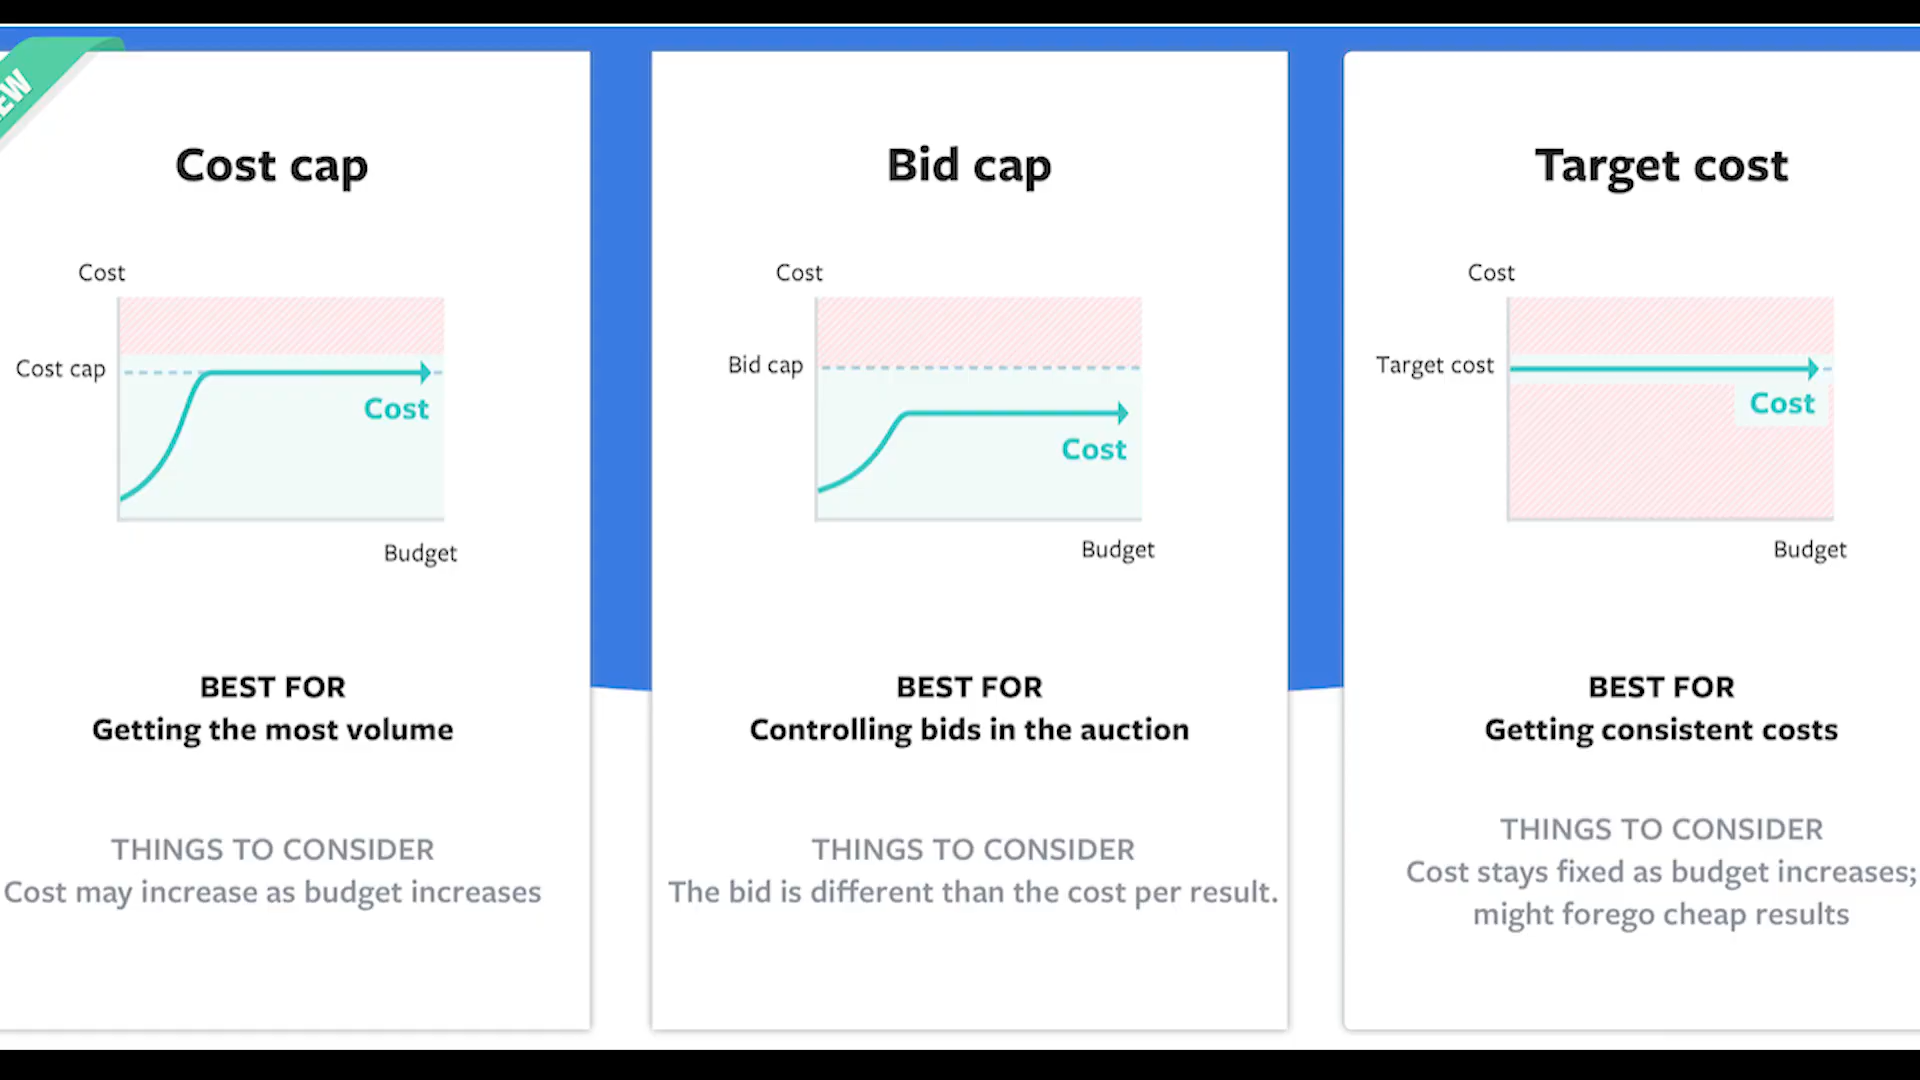 EW
Cost cap
Cost
Cost cap
Cost
Budget
BEST FOR
Getting the most volume
THINGS TO CONSIDER
Cost may increase as budget increases
Bid cap
Cost
Bid cap
Cost
Budget
BEST FOR
Controlling bids in the auction
THINGS TO CONSIDER
The bid is different than the cost per result.
Target cost
Cost
Target cost
Cost
Budget
BEST FOR
Getting consistent costs
THINGS TO CONSIDER
Cost stays fixed as budget increases;
might forego cheap results